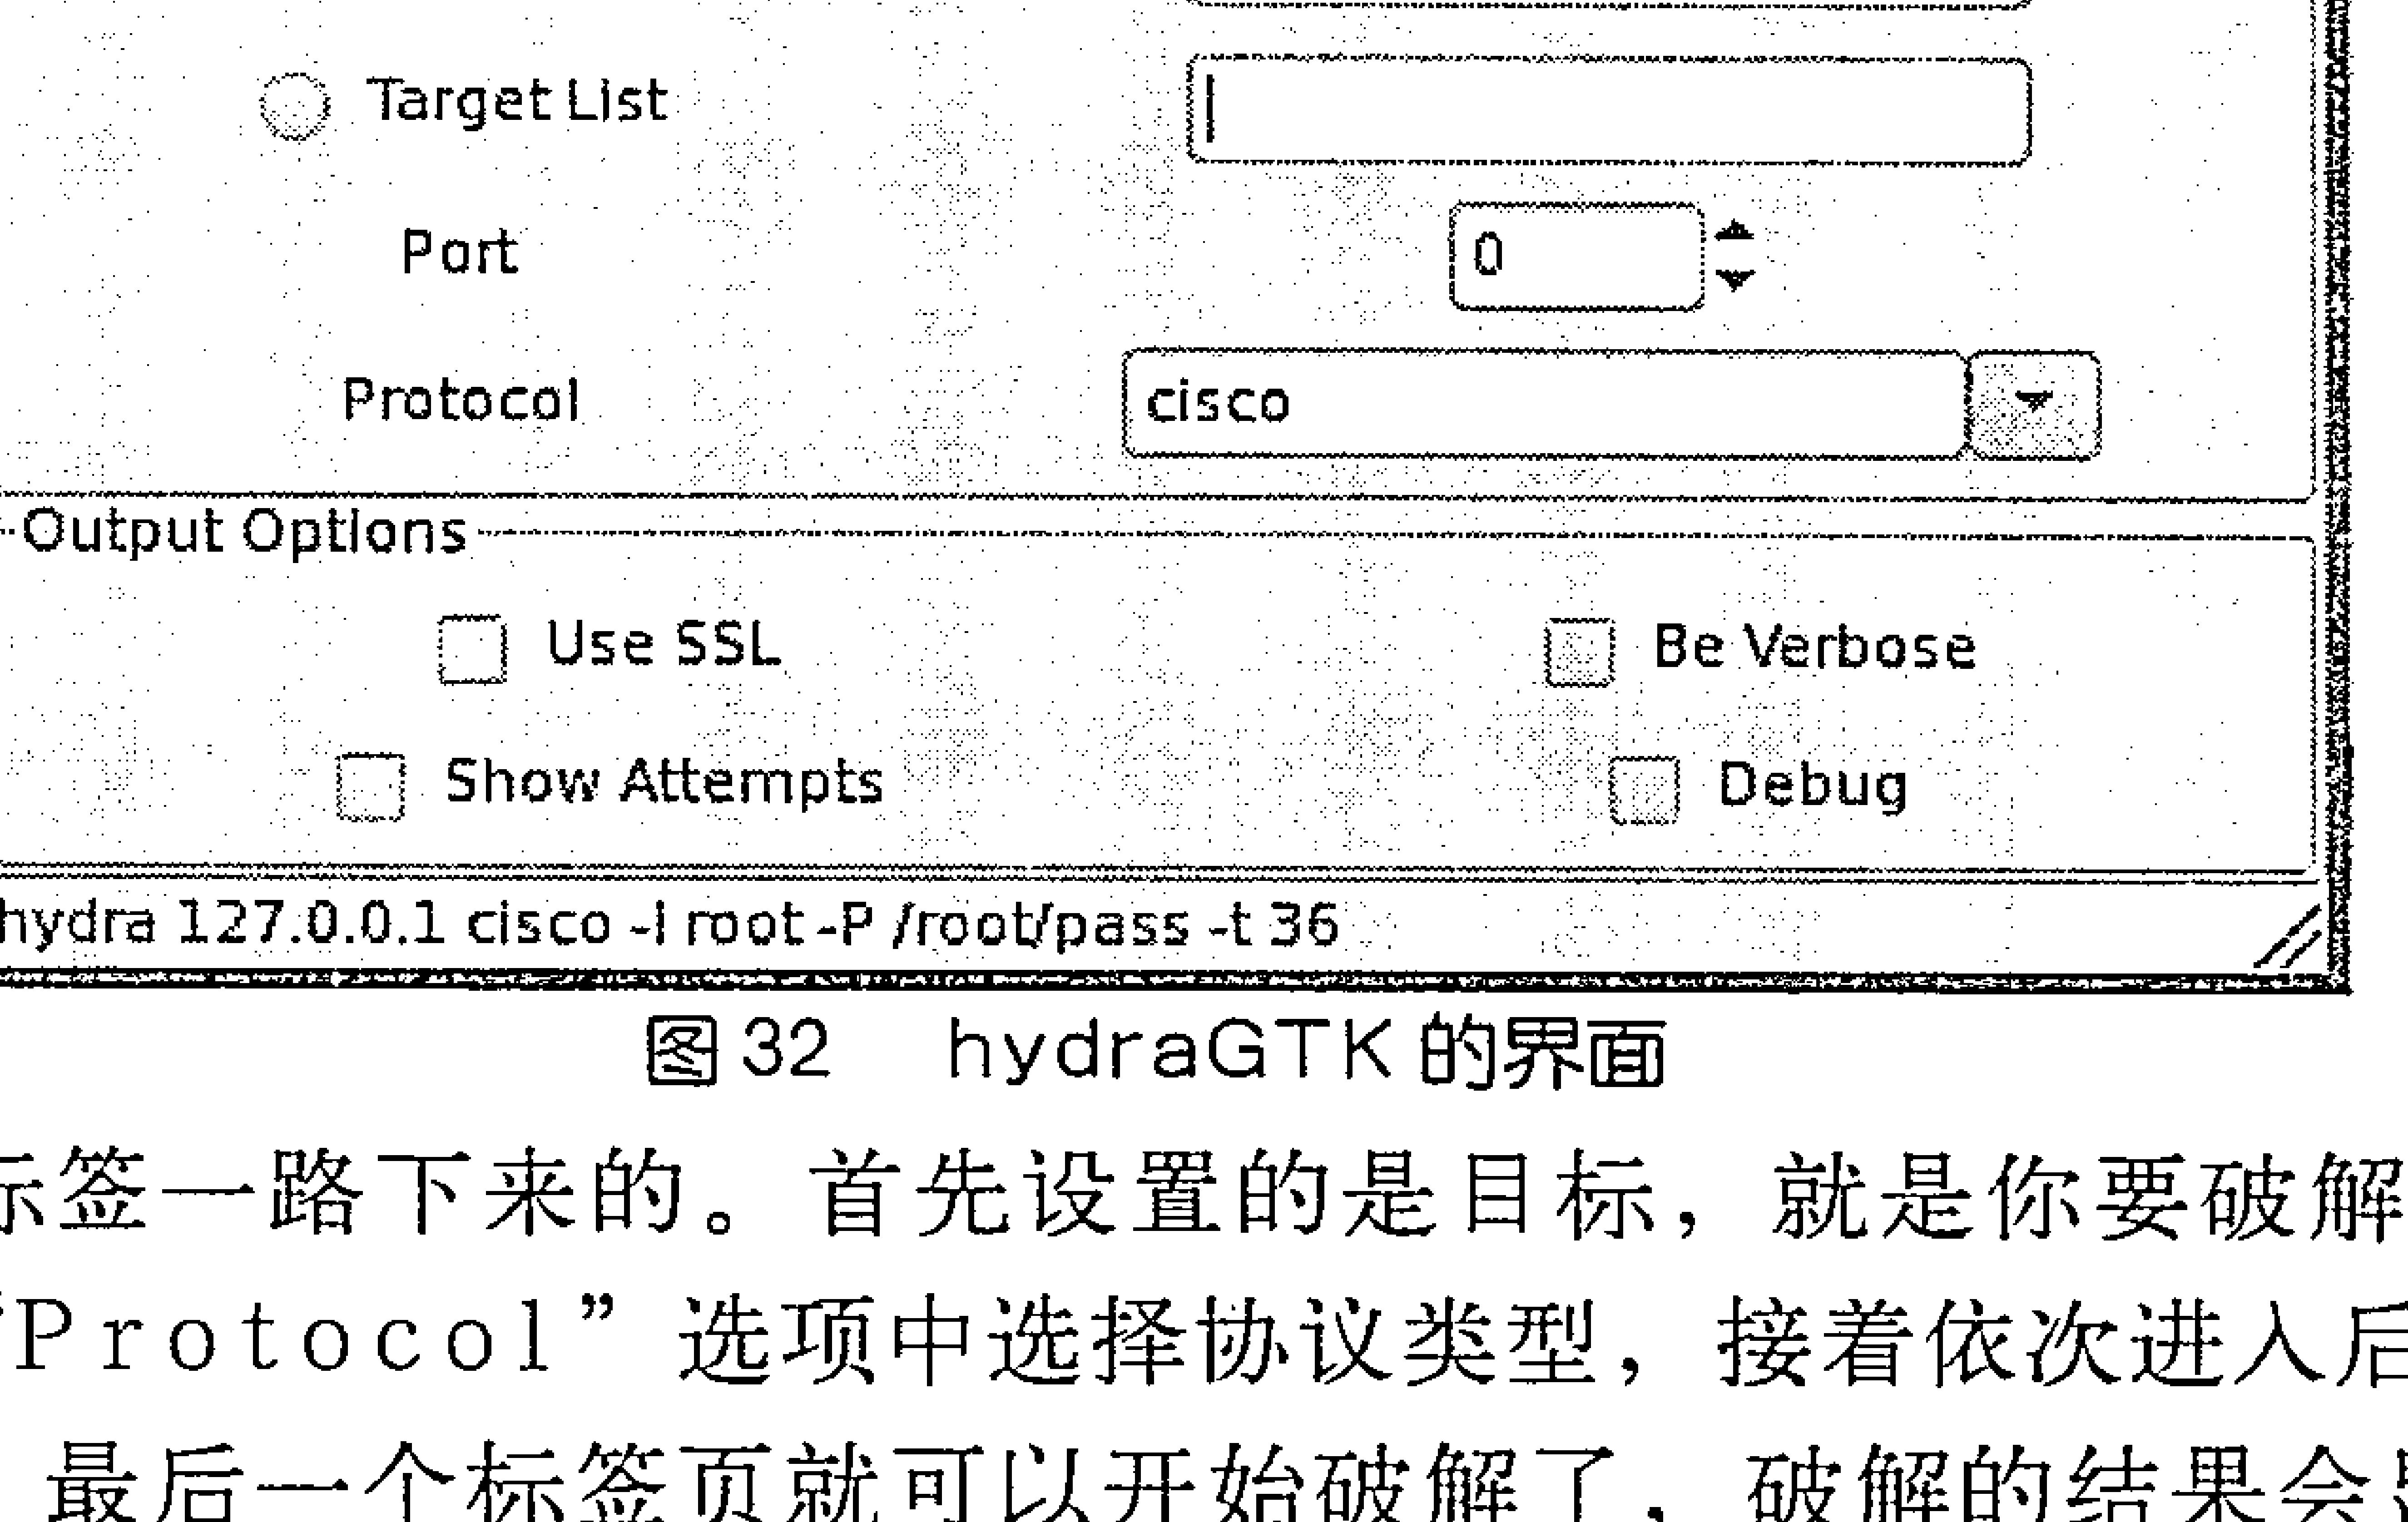 Target List
Port
0
Protocol
cisco
Output Options
Use SSL
Be Verbose
Show Attempts
Debug
hydra 127.0.0.1 cisco -l root -P /root/pass -t 36
图 32 hydraGTK 的界面
标签一路下来的。首先设置的是目标，就是你要破解
“Protocol”选项中选择协议类型，接着依次进入后
最后一个标签页就可以开始破解了，破解的结果会